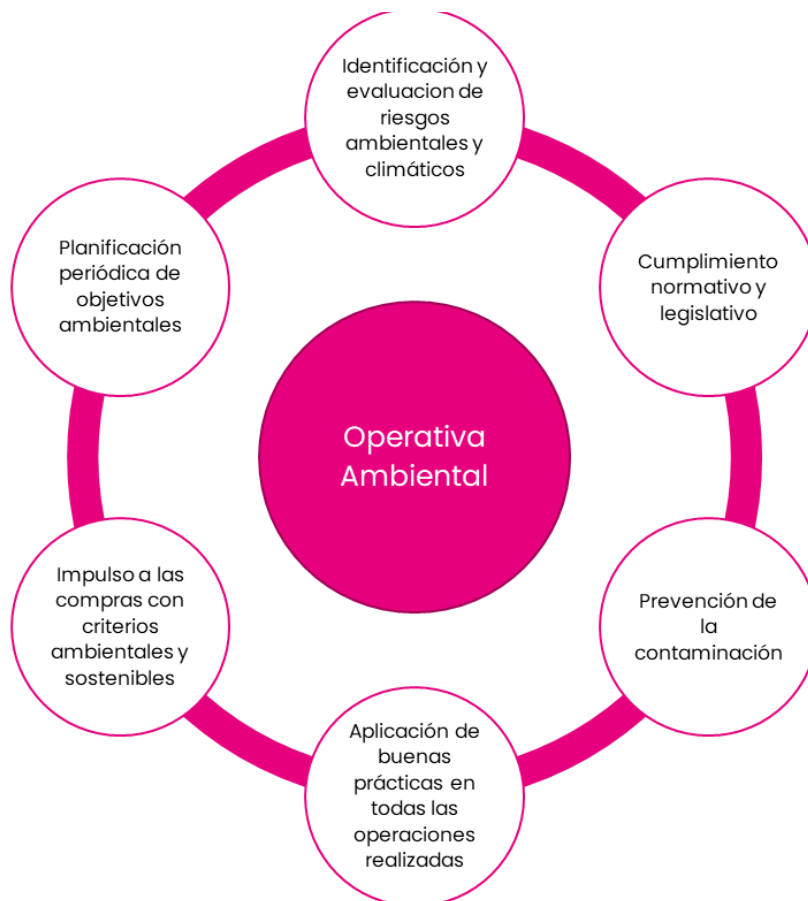 Identificación y
evaluacion de
riesgos
ambientales y
climáticos
Cumplimiento
normativo y
legislativo
Prevención de
la
contaminación
Aplicación de
buenas
prácticas en
todas las
operaciones
realizadas
Impulso a las
compras con
criterios
ambientales y
sostenibles
Planificación
periódica de
objetivos
ambientales
Operativa
Ambiental